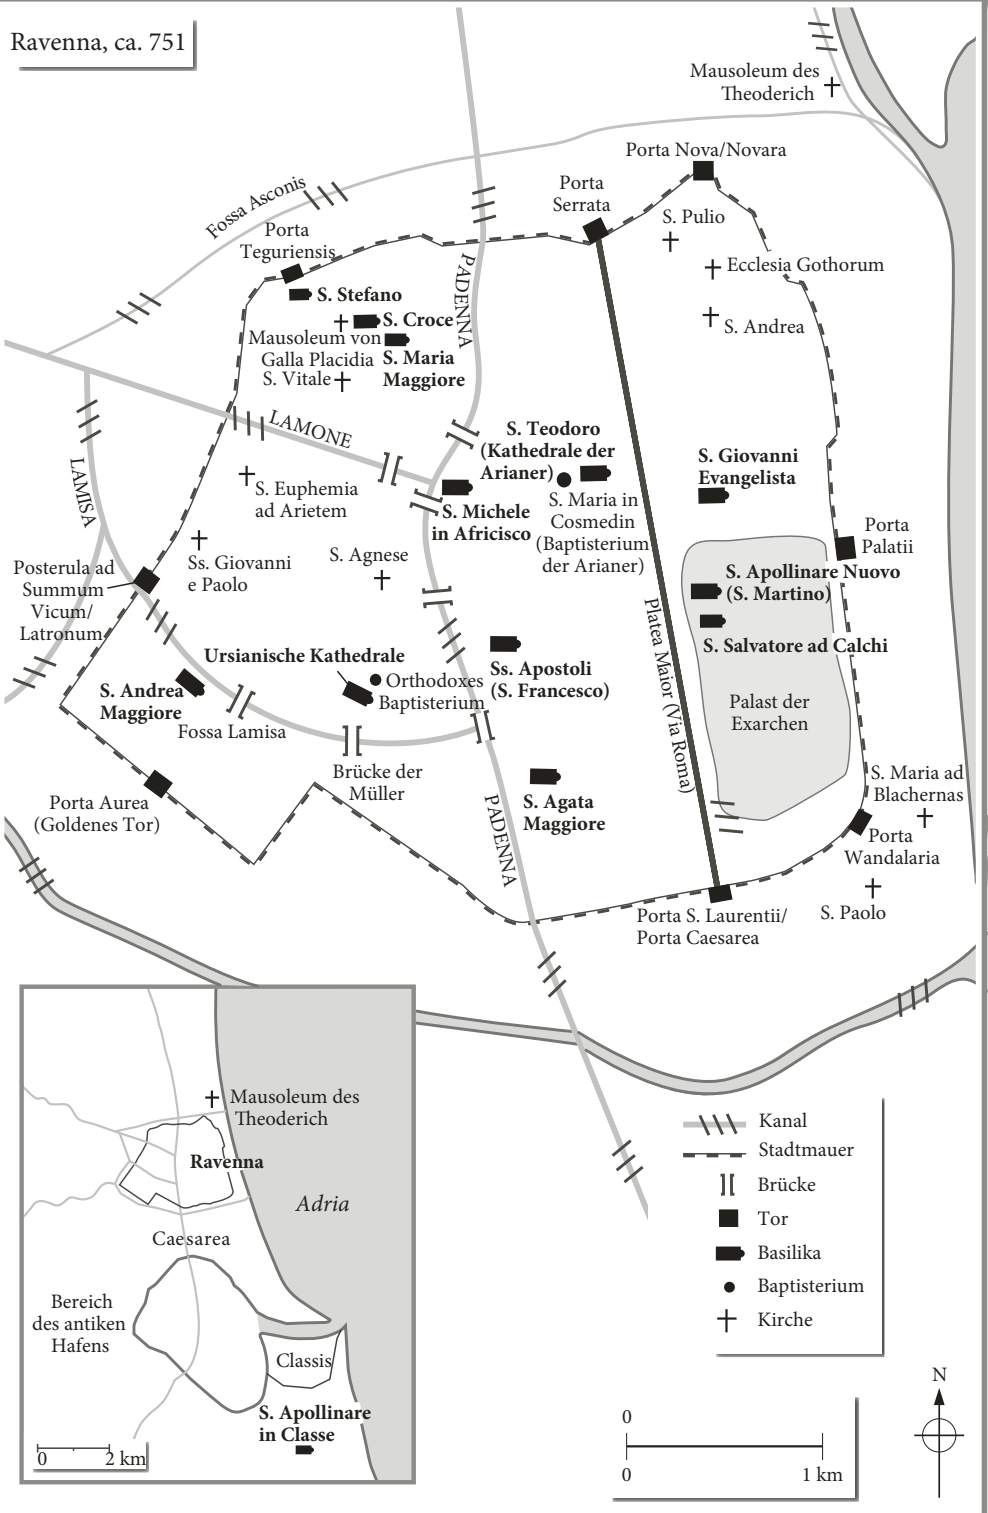 Ravenna, ca. 751
Mausoleum des
Theoderich
Porta Nova/Novara
Porta
Serrata
S. Pulio
Fossa Asconis
Porta
Teguriensis
Ecclesia Gothorum
PADENNA
S. Stefano
S. Croce
S. Andrea
Mausoleum von
Galla Placidia
S. Maria
Maggiore
S. Vitale
LAMONE
S. Teodoro
(Kathedrale der
Arianer)
S. Giovanni
Evangelista
LAMISA
S. Euphemia
ad Arietem
S. Michele
in Africisco
S. Maria in
Cosmedin
(Baptisterium
der Arianer)
Porta
Palatii
Ss. Giovanni
e Paolo
S. Agnese
Posterula ad
Summum
Vicum/
Latronum
S. Apollinare Nuovo
(S. Martino)
Platea Maior (Via Roma)
S. Salvatore ad Calchi
Ursianische Kathedrale
Ss. Apostoli
(S. Francesco)
Orthodoxes
Baptisterium
S. Andrea
Maggiore
Fossa Lamisa
Palast der
Exarchen
Brücke der
Müller
S. Maria ad
Blachernas
Porta Aurea
(Goldenes Tor)
PADENNA
S. Agata
Maggiore
Porta
Wandalaria
S. Paolo
Porta S. Laurentii/
Porta Caesarea
Mausoleum des
Theoderich
Ravenna
Adria
Caesarea
Bereich
des antiken
Hafens
Classis
S. Apollinare
in Classe
0 2 km
Kanal
Stadtmauer
Brücke
Tor
Basilika
Baptisterium
Kirche
N
0
0 1 km